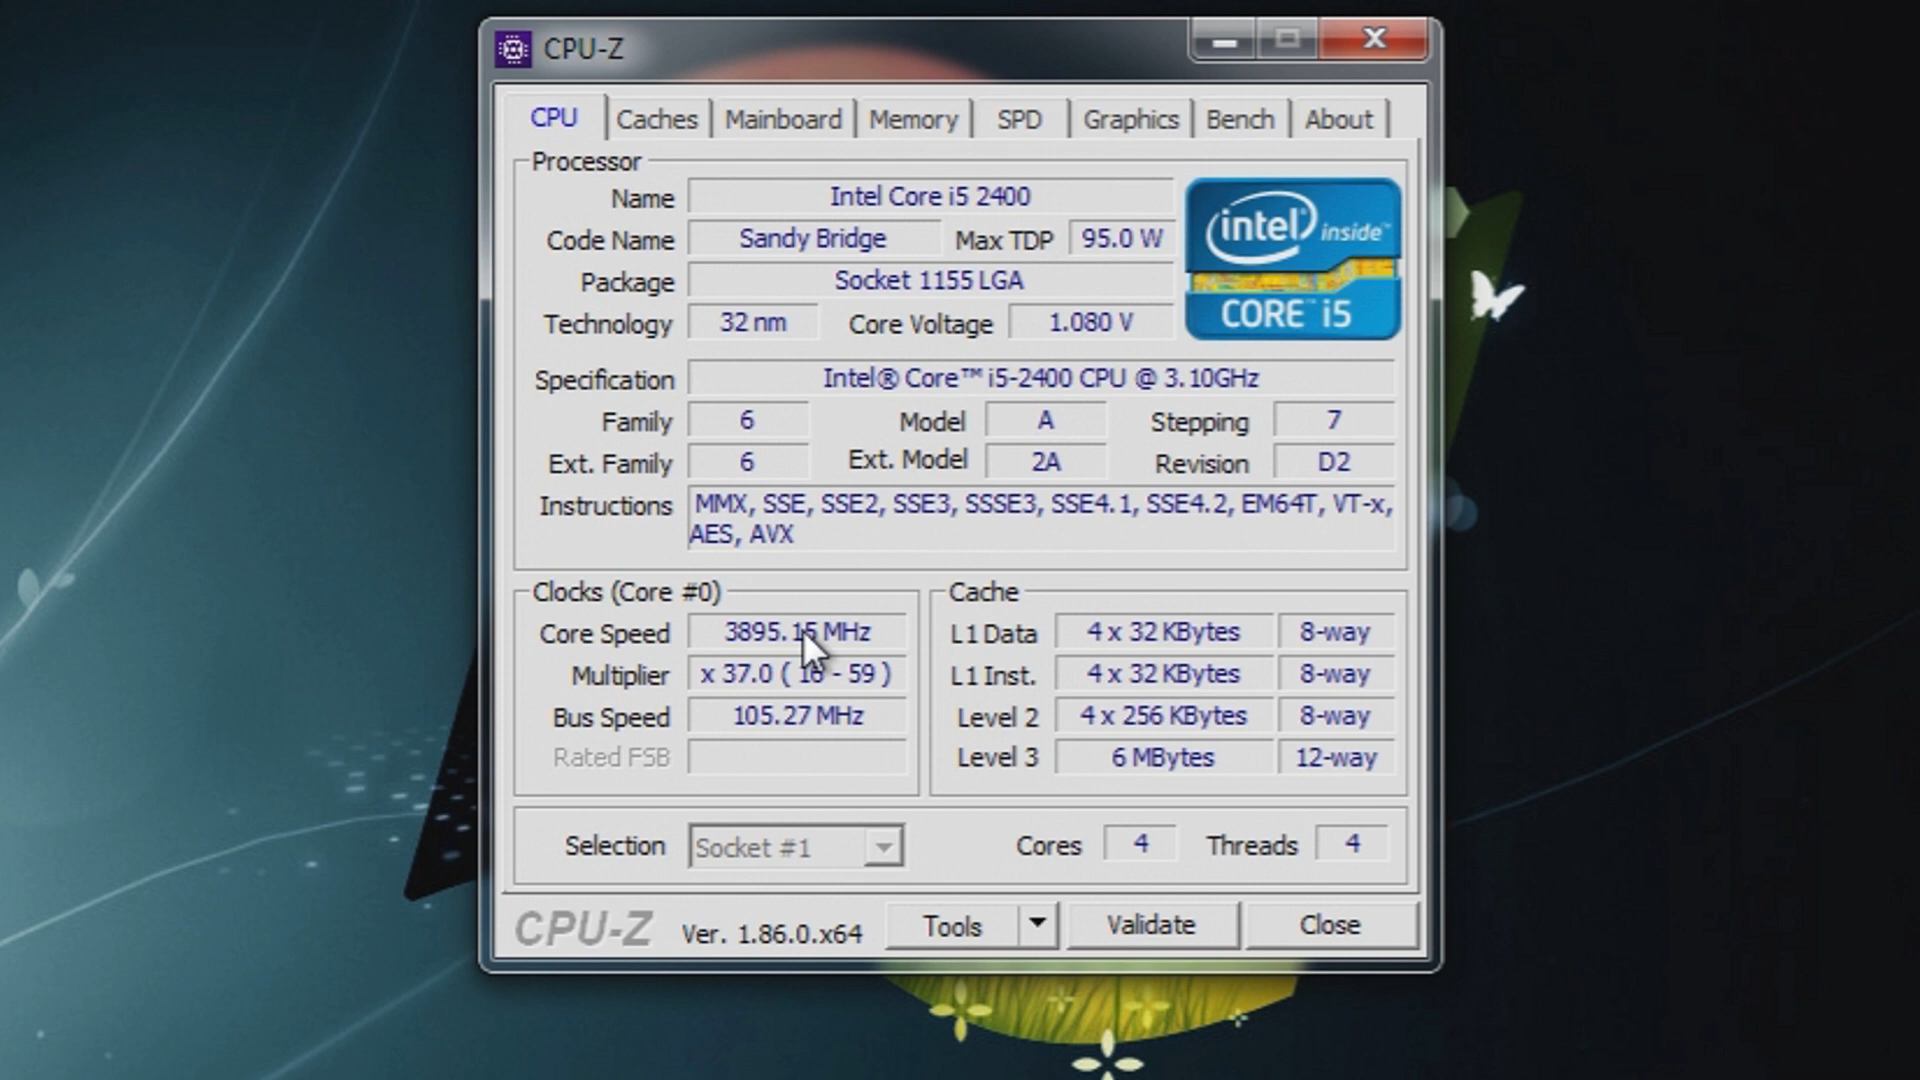 CPU-Z
CPU Caches Mainboard Memory SPD Graphics Bench About
Processor
Name Intel Core i5 2400
Code Name Sandy Bridge Max TDP 95.0 W
Package Socket 1155 LGA
Technology 32 nm Core Voltage 1.080 V
intel® inside™
CORE™ i5
Specification Intel® Core™ i5-2400 CPU @ 3.10GHz
Family 6 Model A Stepping 7
Ext. Family 6 Ext. Model 2A Revision D2
Instructions MMX, SSE, SSE2, SSE3, SSSE3, SSE4.1, SSE4.2, EM64T, VT-x,
AES, AVX
Clocks (Core #0)
Core Speed 3895.15 MHz
Multiplier x 37.0 ( 16 - 59 )
Bus Speed 105.27 MHz
Rated FSB
Cache
L1 Data 4 x 32 KBytes 8-way
L1 Inst. 4 x 32 KBytes 8-way
Level 2 4 x 256 KBytes 8-way
Level 3 6 MBytes 12-way
Selection Socket #1 Cores 4 Threads 4
CPU-Z Ver. 1.86.0.x64 Tools Validate Close